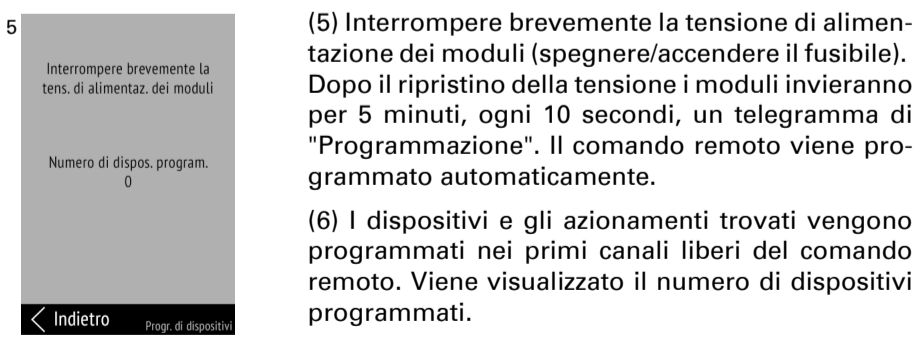 5
Interrompere brevemente la
tens. di alimentaz. dei moduli
Numero di dispos. program.
0
Indietro
Progr. di dispositivi
(5) Interrompere brevemente la tensione di alimen-
tazione dei moduli (spegnere/accendere il fusibile).
Dopo il ripristino della tensione i moduli invieranno
per 5 minuti, ogni 10 secondi, un telegramma di
"Programmazione". Il comando remoto viene pro-
grammato automaticamente.
(6) I dispositivi e gli azionamenti trovati vengono
programmati nei primi canali liberi del comando
remoto. Viene visualizzato il numero di dispositivi
programmati.